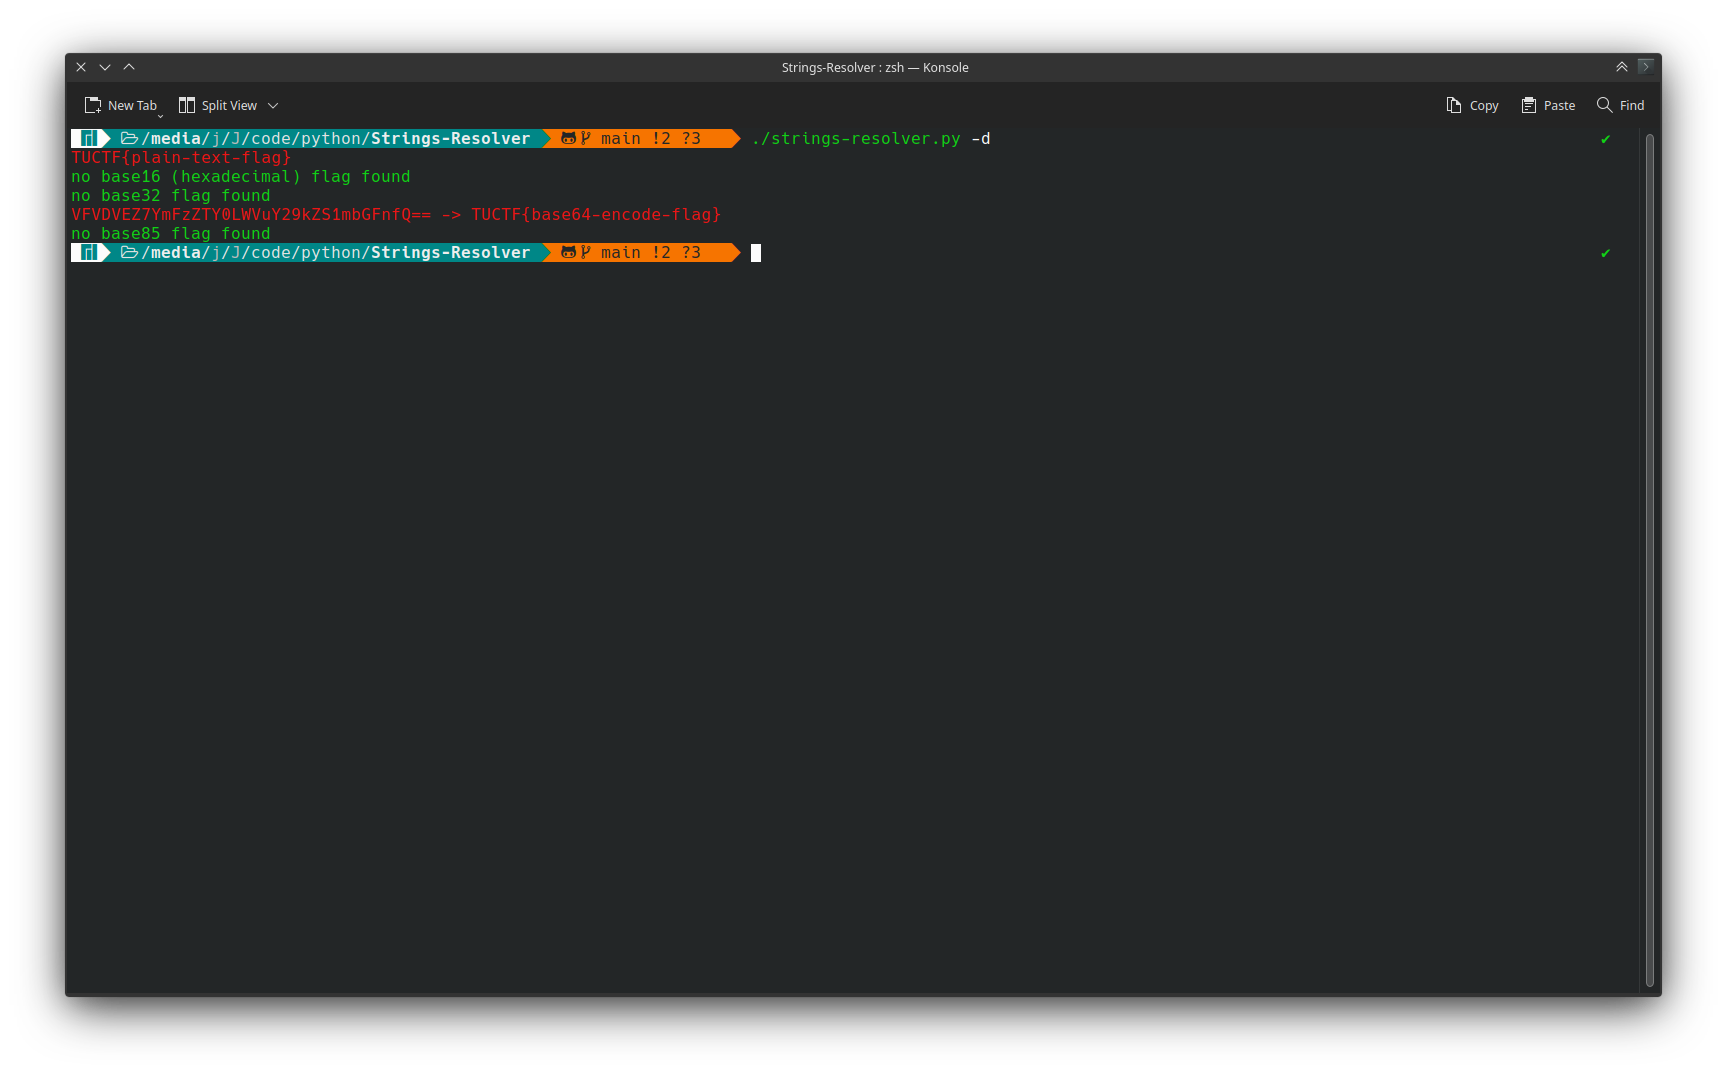 Strings-Resolver : zsh — Konsole
New Tab Split View Copy Paste Find
/media/j/J/code/python/Strings-Resolver main !2 ?3 ./strings-resolver.py -d ✔
TUCTF{plain-text-flag}
no base16 (hexadecimal) flag found
no base32 flag found
VFVDVEZ7YmFzZTY0LWVuY29kZS1mbGFnfQ== -> TUCTF{base64-encode-flag}
no base85 flag found
/media/j/J/code/python/Strings-Resolver main !2 ?3 ✔